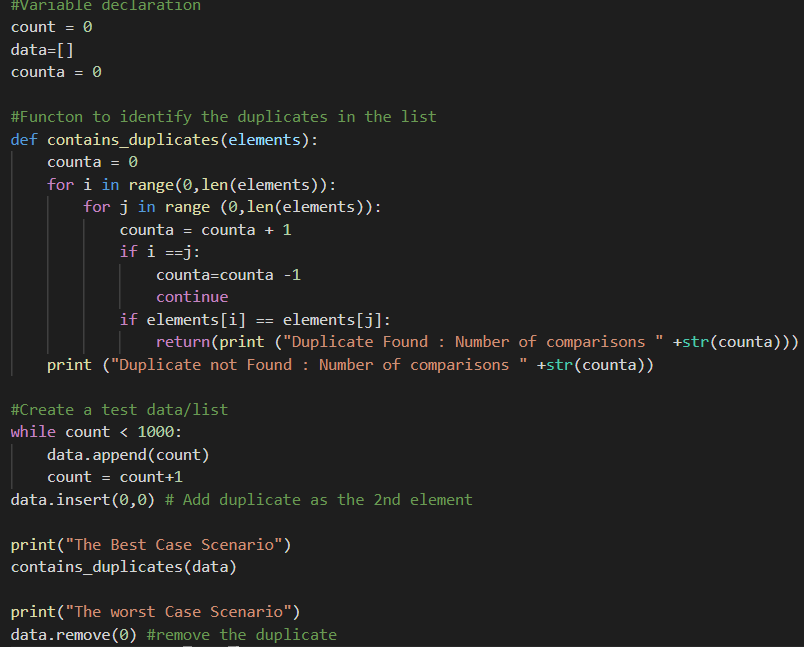 #Variable declaration
count = 0
data=[]
counta = 0
#Functon to identify the duplicates in the list
def contains_duplicates(elements):
    counta = 0
    for i in range(0,len(elements)):
        for j in range (0,len(elements)):
            counta = counta + 1
            if i ==j:
                counta=counta -1
                continue
            if elements[i] == elements[j]:
                return(print ("Duplicate Found : Number of comparisons " +str(counta)))
    print ("Duplicate not Found : Number of comparisons " +str(counta))
#Create a test data/list
while count < 1000:
    data.append(count)
    count = count+1
data.insert(0,0) # Add duplicate as the 2nd element
print("The Best Case Scenario")
contains_duplicates(data)
print("The worst Case Scenario")
data.remove(0) #remove the duplicate